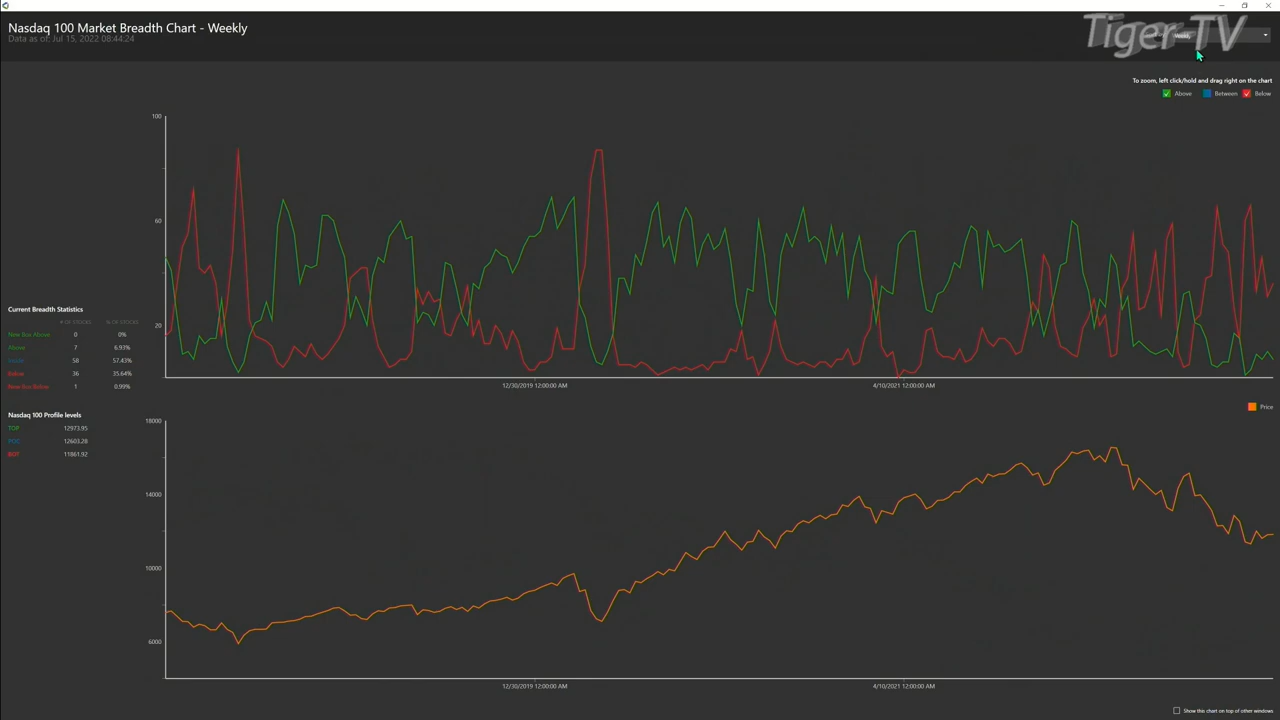 Nasdaq 100 Market Breadth Chart - Weekly
Data as of: Jul 15, 2022 08:44:24
Tiger-TV
Weekly
To zoom, left click/hold and drag right on the chart
Above Between Below
100
60
20
12/30/2019 12:00:00 AM 4/10/2021 12:00:00 AM
Current Breadth Statistics
# OF STOCKS % OF STOCKS
New Box Above 0 0%
Above 7 6.93%
Inside 58 57.43%
Below 36 35.64%
New Box Below 1 0.99%
Nasdaq 100 Profile levels
TOP 12973.95
POC 12603.28
BOT 11861.92
Price
18000
14000
10000
6000
12/30/2019 12:00:00 AM 4/10/2021 12:00:00 AM
Show this chart on top of other windows